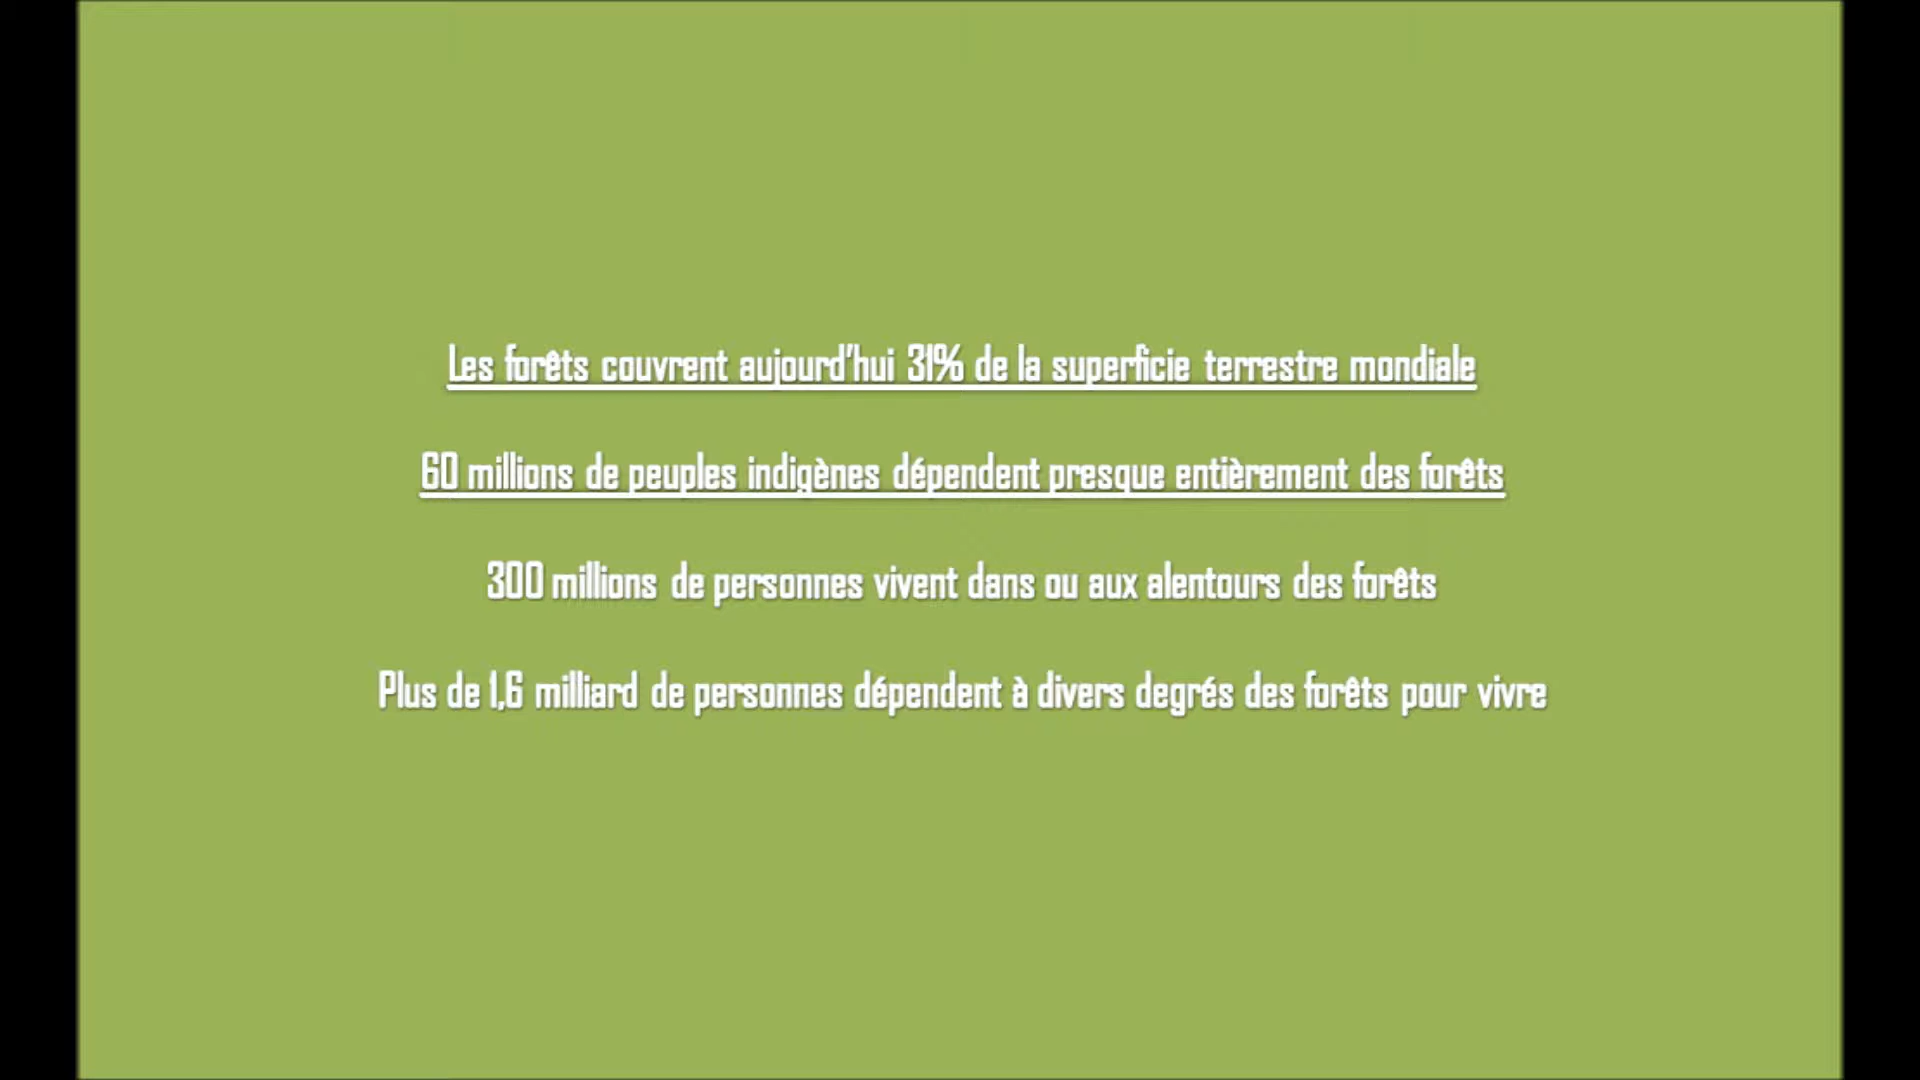 Les forêts couvrent aujourd'hui 31% de la superficie terrestre mondiale
60 millions de peuples indigènes dépendent presque entièrement des forêts
300 millions de personnes vivent dans ou aux alentours des forêts
Plus de 1,6 milliard de personnes dépendent à divers degrés des forêts pour vivre